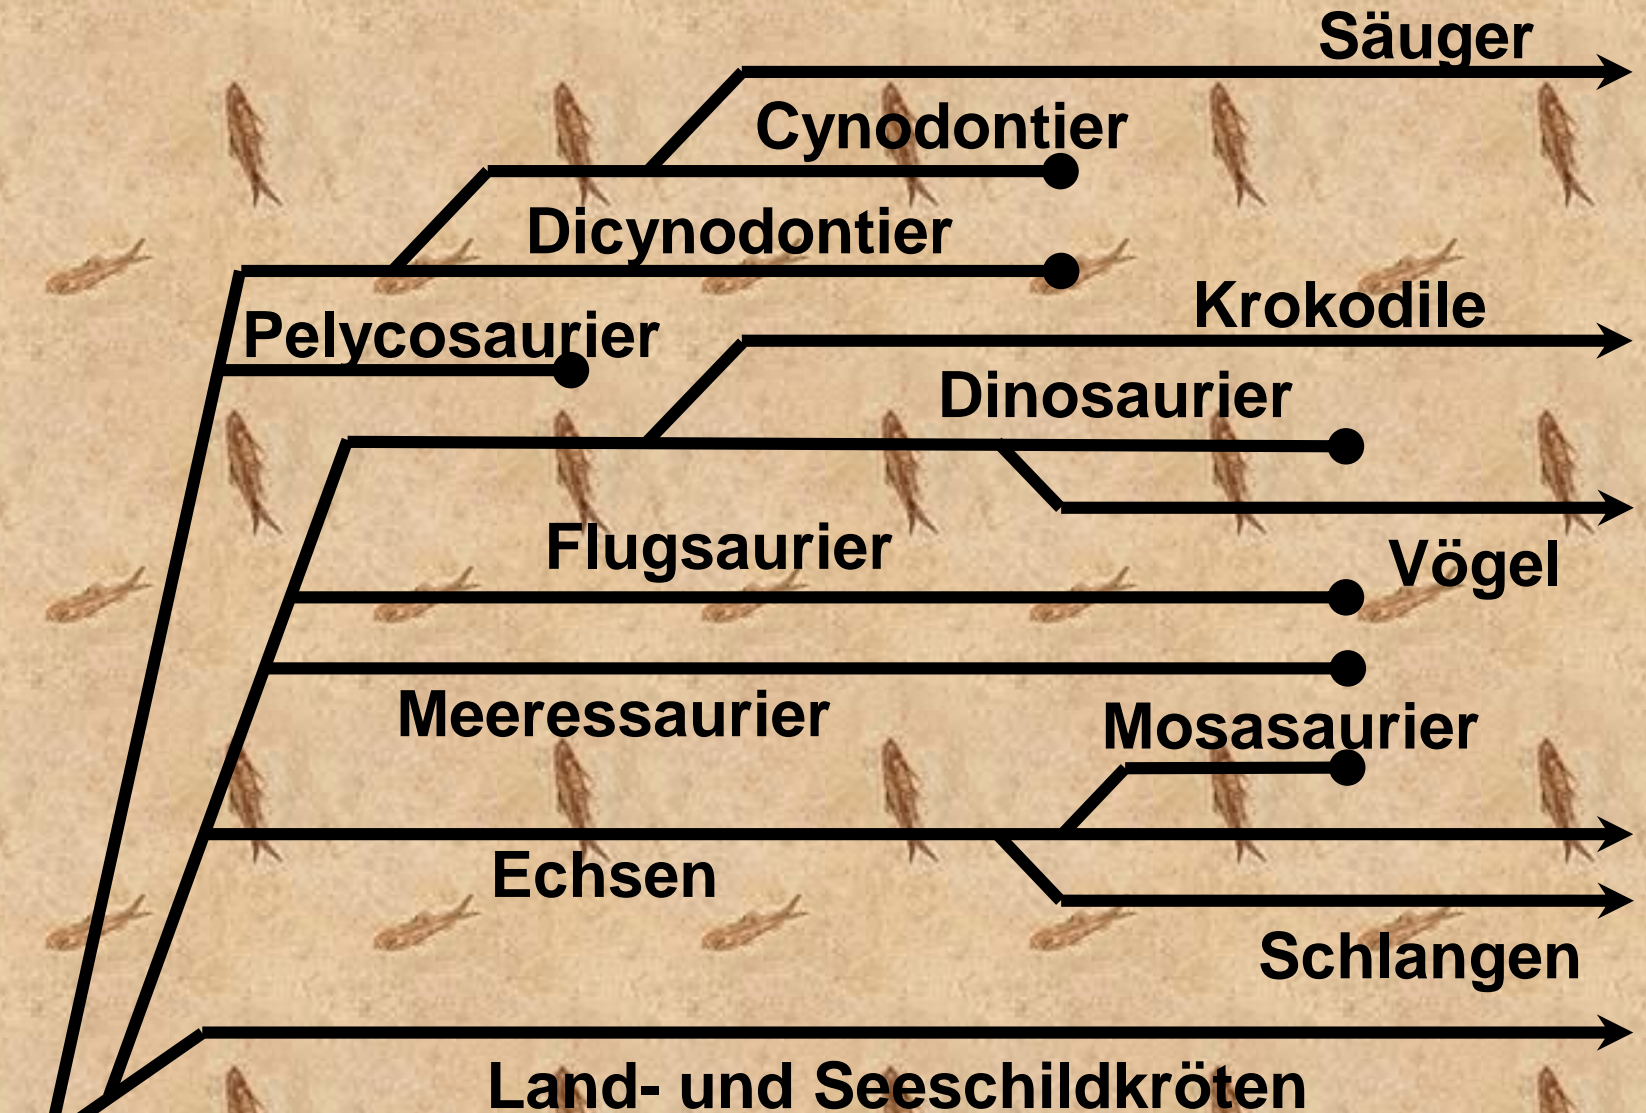 Säuger
Cynodontier
Dicynodontier
Krokodile
Pelycosaurier
Dinosaurier
Flugsaurier
Vögel
Meeressaurier
Mosasaurier
Echsen
Schlangen
Land- und Seeschildkröten